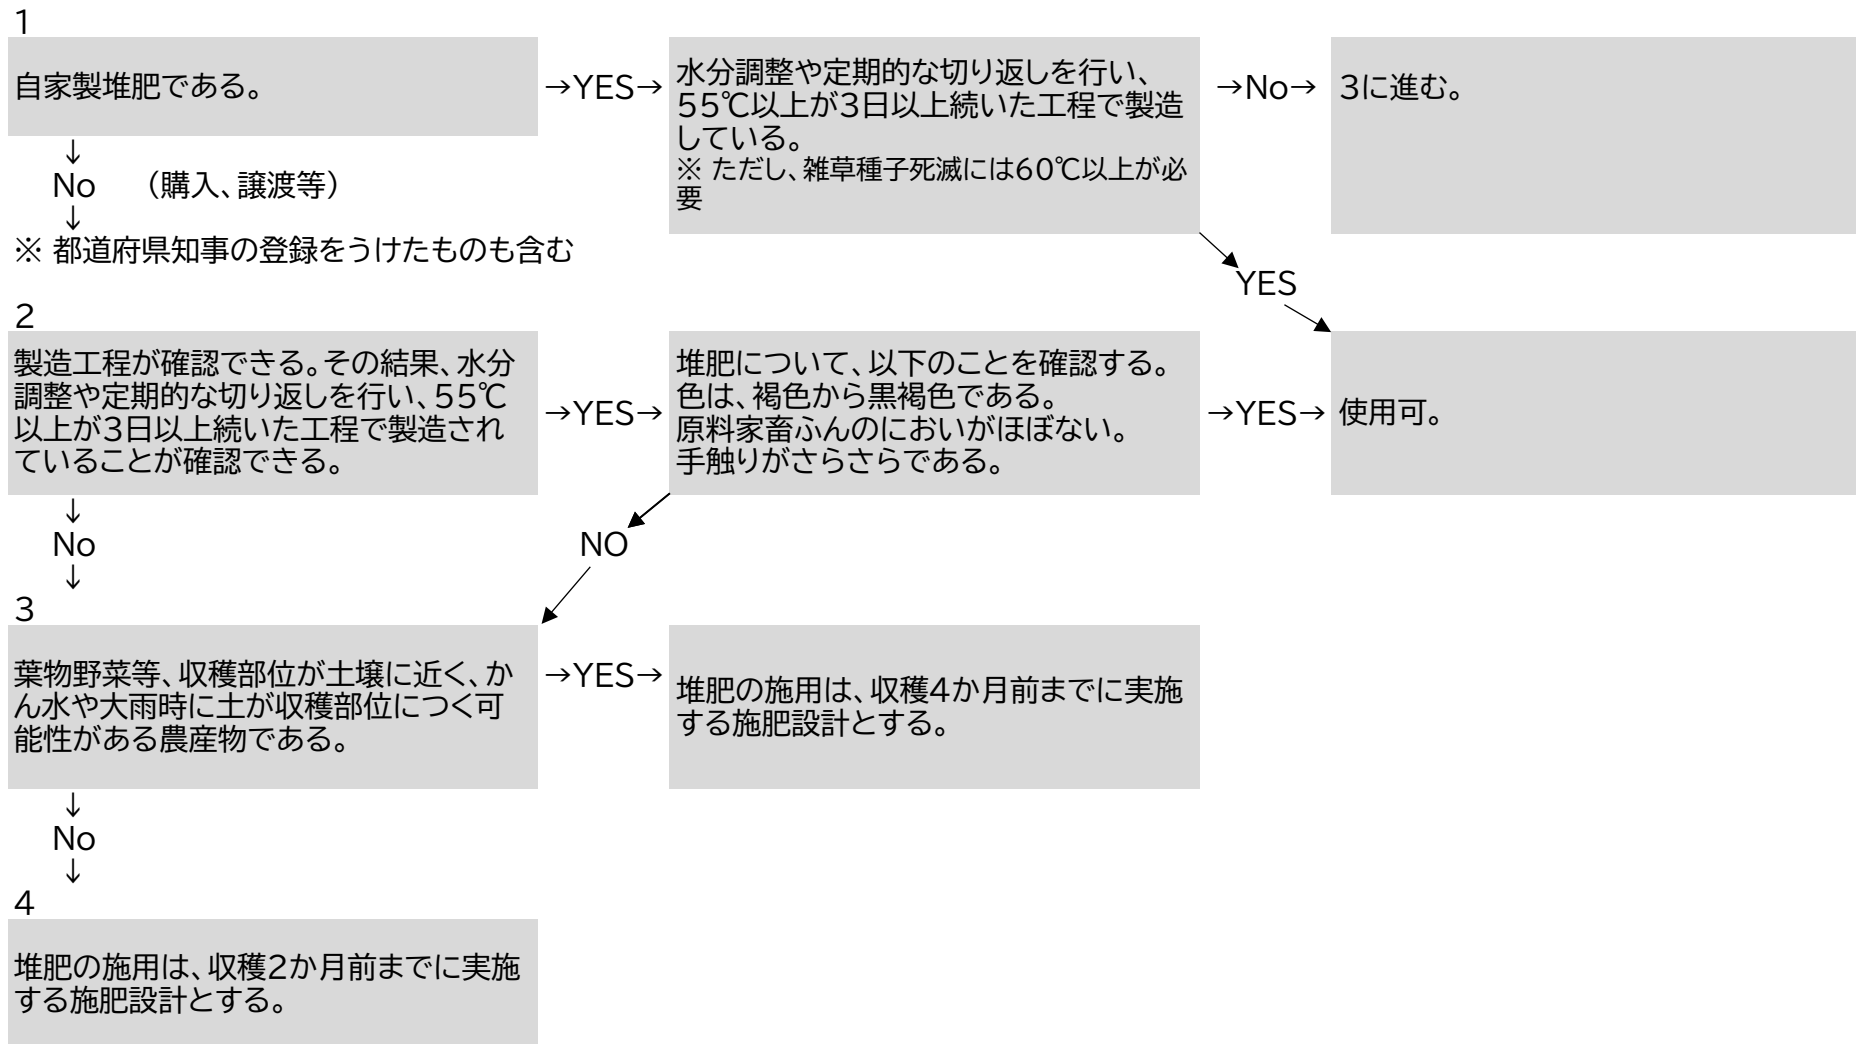 1
自家製堆肥である。
→YES→
水分調整や定期的な切り返しを行い、
55℃以上が3日以上続いた工程で製造
している。
※ ただし、雑草種子死滅には60℃以上が必
要
→No→
3に進む。
↓
No （購入、譲渡等）
↓
※ 都道府県知事の登録をうけたものも含む
YES
2
製造工程が確認できる。その結果、水分
調整や定期的な切り返しを行い、55℃
以上が3日以上続いた工程で製造され
ていることが確認できる。
→YES→
堆肥について、以下のことを確認する。
色は、褐色から黒褐色である。
原料家畜ふんのにおいがほぼない。
手触りがさらさらである。
→YES→
使用可。
↓
No
↓
NO
3
葉物野菜等、収穫部位が土壌に近く、か
ん水や大雨時に土が収穫部位につく可
能性がある農産物である。
→YES→
堆肥の施用は、収穫4か月前までに実施
する施肥設計とする。
↓
No
↓
4
堆肥の施用は、収穫2か月前までに実施
する施肥設計とする。